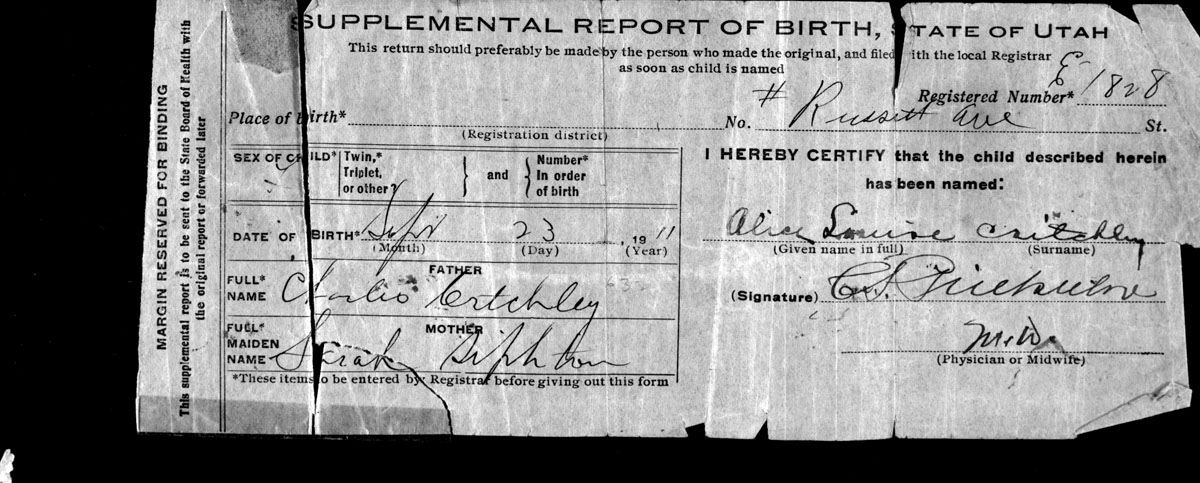 SUPPLEMENTAL REPORT OF BIRTH, STATE OF UTAH
This return should preferably be made by the person who made the original, and filed with the local Registrar
as soon as child is named
Registered Number* E 1828
Place of Birth* No. # Russett Ave St.
(Registration district)
SEX OF CHILD* Twin,* Triplet, or other? } and { Number* In order of birth
DATE OF BIRTH* Sept 23, 1911
(Month) (Day) (Year)
FATHER
FULL* NAME Charlie Critchley
MOTHER
FULL* MAIDEN NAME Sarah
*These items to be entered by Registrar before giving out this form
I HEREBY CERTIFY that the child described herein
has been named:
Alice Louise Critchley
(Given name in full) (Surname)
(Signature)
M.D.
(Physician or Midwife)
MARGIN RESERVED FOR BINDING
This supplemental report is to be sent to the State Board of Health with
the original report or forwarded later